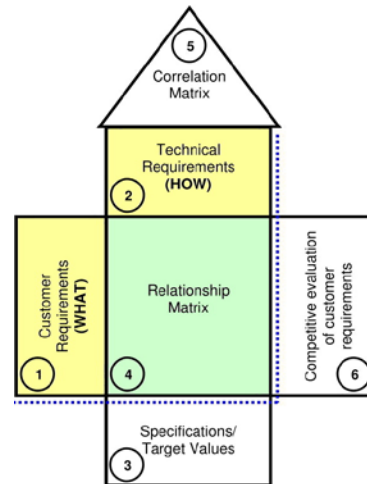 5
Correlation
Matrix
Technical
Requirements
(HOW)
2
Customer
Requirements
(WHAT)
1
Relationship
Matrix
4
Competitive evaluation
of customer
requirements
6
Specifications/
Target Values
3